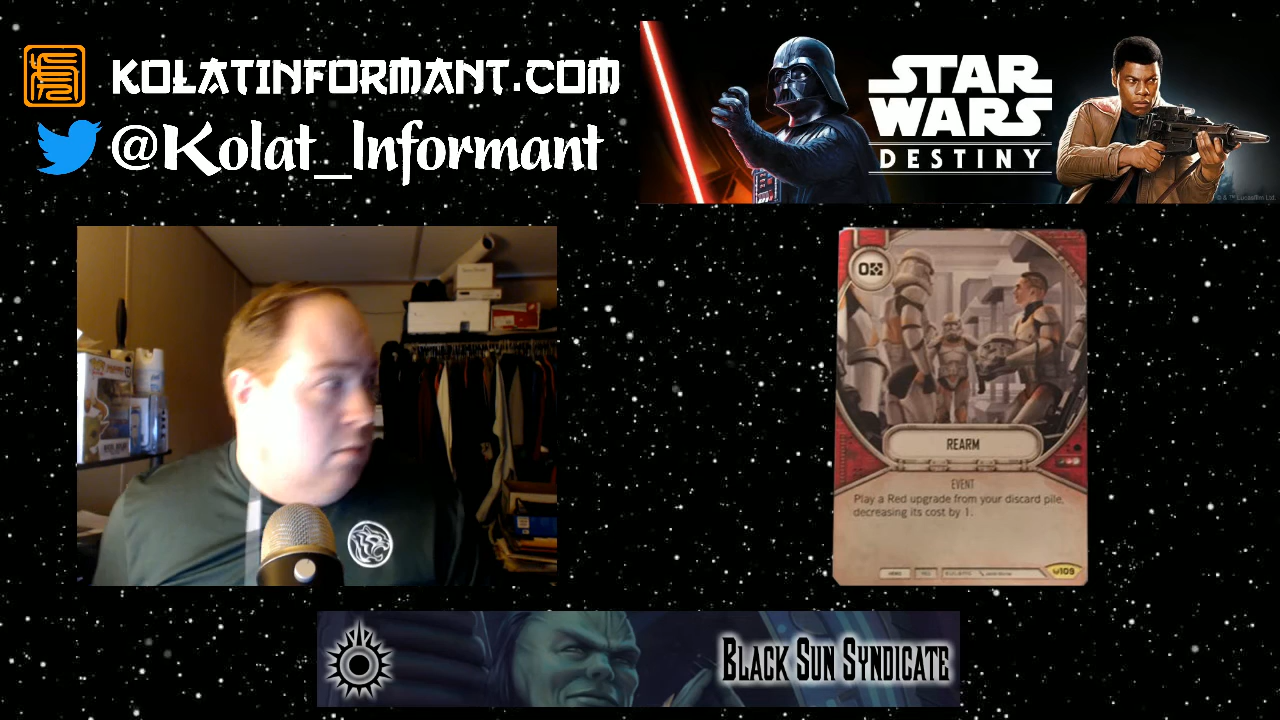 KOLATINFORMANT.COM
@Kolat_Informant
STAR
WARS
DESTINY
0
REARM
EVENT
Play a Red upgrade from your discard pile,
decreasing its cost by 1.
109
BLACK SUN SYNDICATE